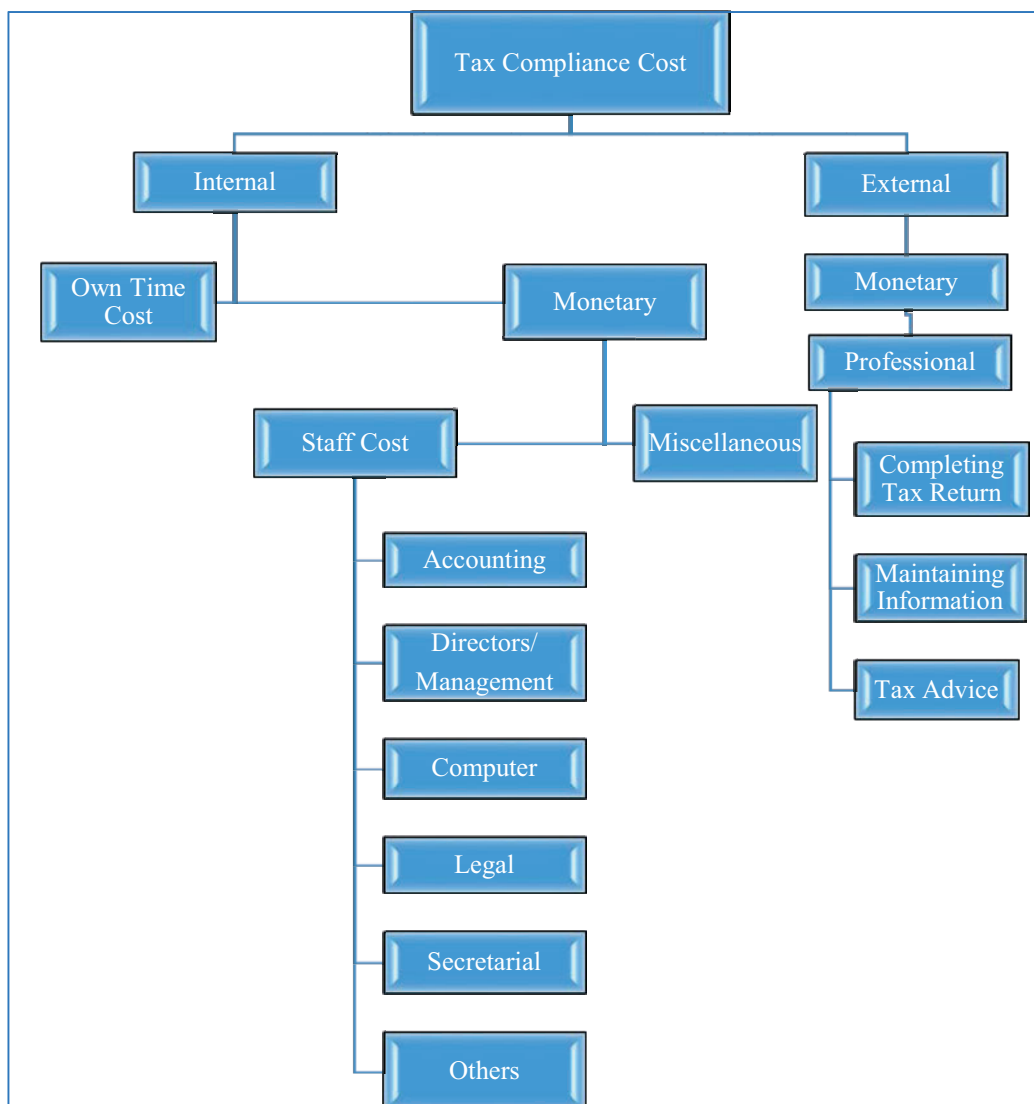 Tax Compliance Cost
Internal
External
Own Time
Cost
Monetary
Monetary
Professional
Staff Cost
Miscellaneous
Completing
Tax Return
Accounting
Maintaining
Information
Directors/
Management
Tax Advice
Computer
Legal
Secretarial
Others